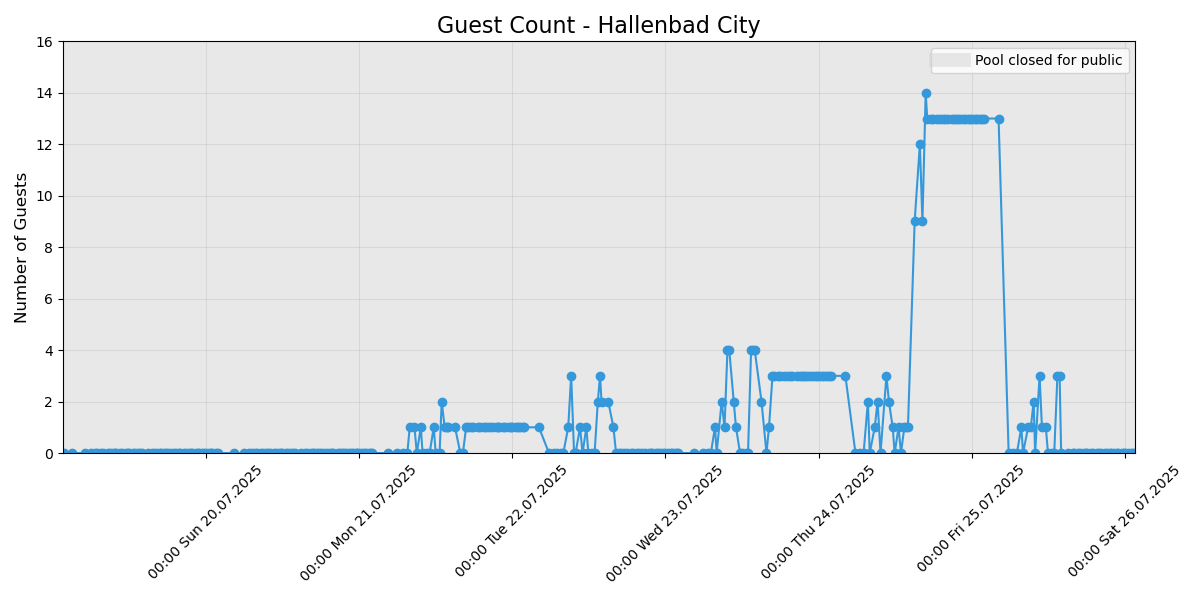 Guest Count - Hallenbad City
Pool closed for public
Number of Guests
16
14
12
10
8
6
4
2
0
00:00 Sun 20.07.2025
00:00 Mon 21.07.2025
00:00 Tue 22.07.2025
00:00 Wed 23.07.2025
00:00 Thu 24.07.2025
00:00 Fri 25.07.2025
00:00 Sat 26.07.2025